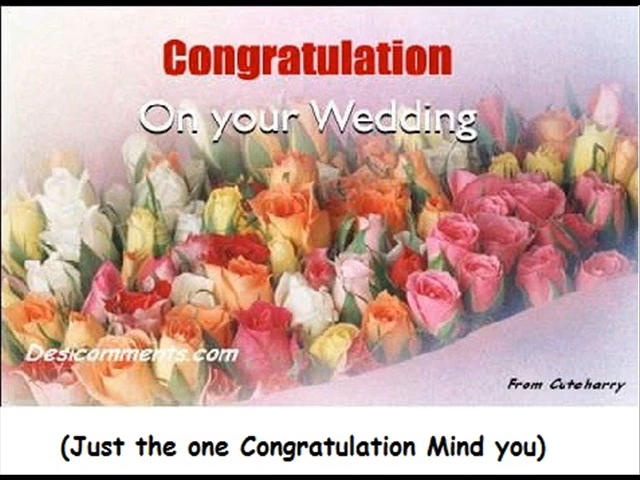 Congratulation
On your Wedding
Desicomments.com
From Cuteharry
(Just the one Congratulation Mind you)